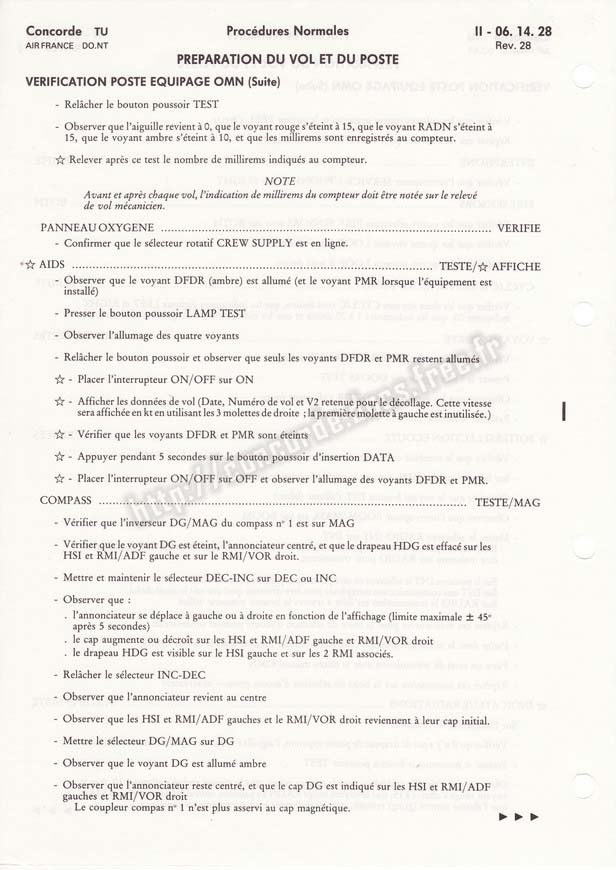 Concorde TU Procédures Normales II - 06. 14. 28
AIR FRANCE DO.NT Rev. 28
PREPARATION DU VOL ET DU POSTE
VERIFICATION POSTE EQUIPAGE OMN (Suite)
- Relâcher le bouton poussoir TEST
- Observer que l'aiguille revient à 0, que le voyant rouge s'éteint à 15, que le voyant RADN s'éteint à
15, que le voyant ambre s'éteint à 10, et que les millirems sont enregistrés au compteur.
☆ Relever après ce test le nombre de millirems indiqués au compteur.
NOTE
Avant et après chaque vol, l'indication de millirems du compteur doit être notée sur le relevé
de vol mécanicien.
PANNEAU OXYGENE ........ VERIFIE
- Confirmer que le sélecteur rotatif CREW SUPPLY est en ligne.
*☆ AIDS ........ TESTE/☆ AFFICHE
- Observer que le voyant DFDR (ambre) est allumé (et le voyant PMR lorsque l'équipement est
installé)
- Presser le bouton poussoir LAMP TEST
- Observer l'allumage des quatre voyants
- Relâcher le bouton poussoir et observer que seuls les voyants DFDR et PMR restent allumés
☆ - Placer l'interrupteur ON/OFF sur ON
☆ - Afficher les données de vol (Date, Numéro de vol et V2 retenue pour le décollage. Cette vitesse
sera affichée en kt en utilisant les 3 molettes de droite ; la première molette à gauche est inutilisée.)
☆ - Vérifier que les voyants DFDR et PMR sont éteints
☆ - Appuyer pendant 5 secondes sur le bouton poussoir d'insertion DATA
☆ - Placer l'interrupteur ON/OFF sur OFF et observer l'allumage des voyants DFDR et PMR.
COMPASS ........ TESTE/MAG
- Vérifier que l'inverseur DG/MAG du compass n° 1 est sur MAG
- Vérifier que le voyant DG est éteint, l'annonciateur centré, et que le drapeau HDG est effacé sur les
HSI et RMI/ADF gauche et sur le RMI/VOR droit.
- Mettre et maintenir le sélecteur DEC-INC sur DEC ou INC
- Observer que :
. l'annonciateur se déplace à gauche ou à droite en fonction de l'affichage (limite maximale ± 45°
après 5 secondes)
. le cap augmente ou décroît sur les HSI et RMI/ADF gauche et RMI/VOR droit
. le drapeau HDG est visible sur le HSI gauche et sur les 2 RMI associés.
- Relâcher le sélecteur INC-DEC
- Observer que l'annonciateur revient au centre
- Observer que les HSI et RMI/ADF gauches et le RMI/VOR droit reviennent à leur cap initial.
- Mettre le sélecteur DG/MAG sur DG
- Observer que le voyant DG est allumé ambre
- Observer que l'annonciateur reste centré, et que le cap DG est indiqué sur les HSI et RMI/ADF
gauches et RMI/VOR droit
Le coupleur compas n° 1 n'est plus asservi au cap magnétique.
http://concorde.lines.free.fr